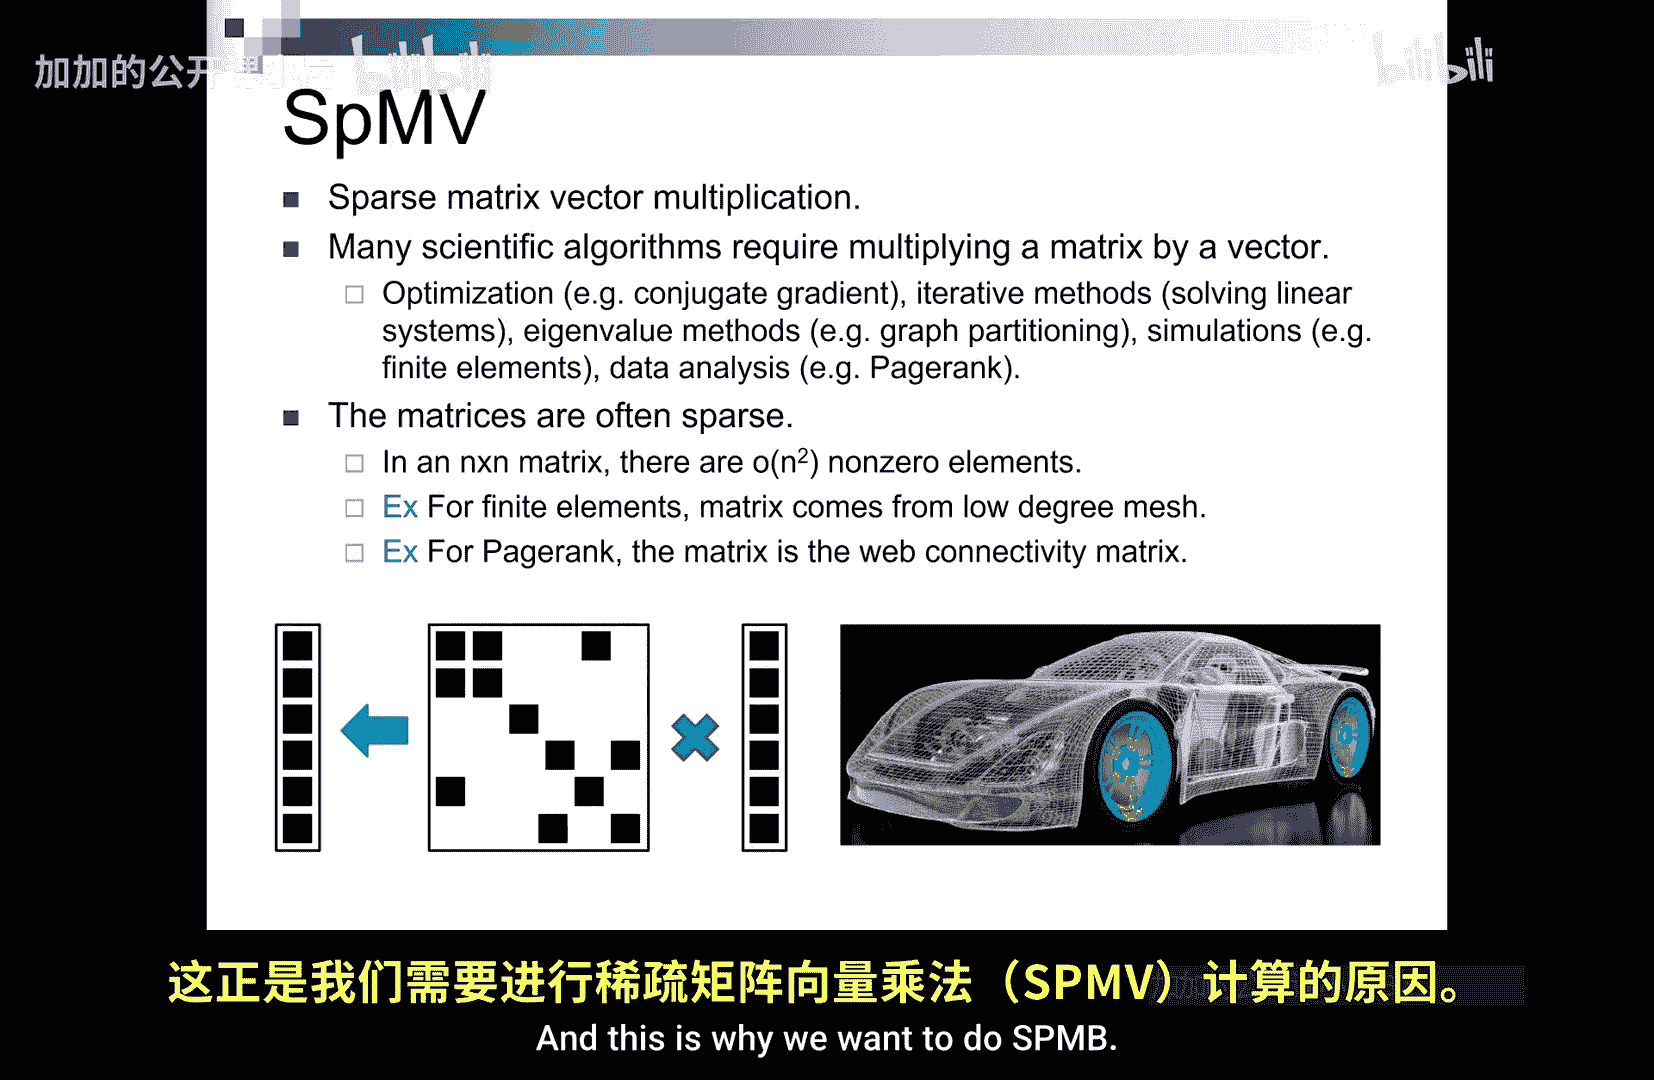 加加的公开
bilibili
bilibili
SpMV
Sparse matrix vector multiplication.
Many scientific algorithms require multiplying a matrix by a vector.
Optimization (e.g. conjugate gradient), iterative methods (solving linear
systems), eigenvalue methods (e.g. graph partitioning), simulations (e.g.
finite elements), data analysis (e.g. Pagerank).
The matrices are often sparse.
In an nxn matrix, there are o(n²) nonzero elements.
Ex For finite elements, matrix comes from low degree mesh.
Ex For Pagerank, the matrix is the web connectivity matrix.
这正是我们需要进行稀疏矩阵向量乘法（SPMV）计算的原因。
And this is why we want to do SPMB.